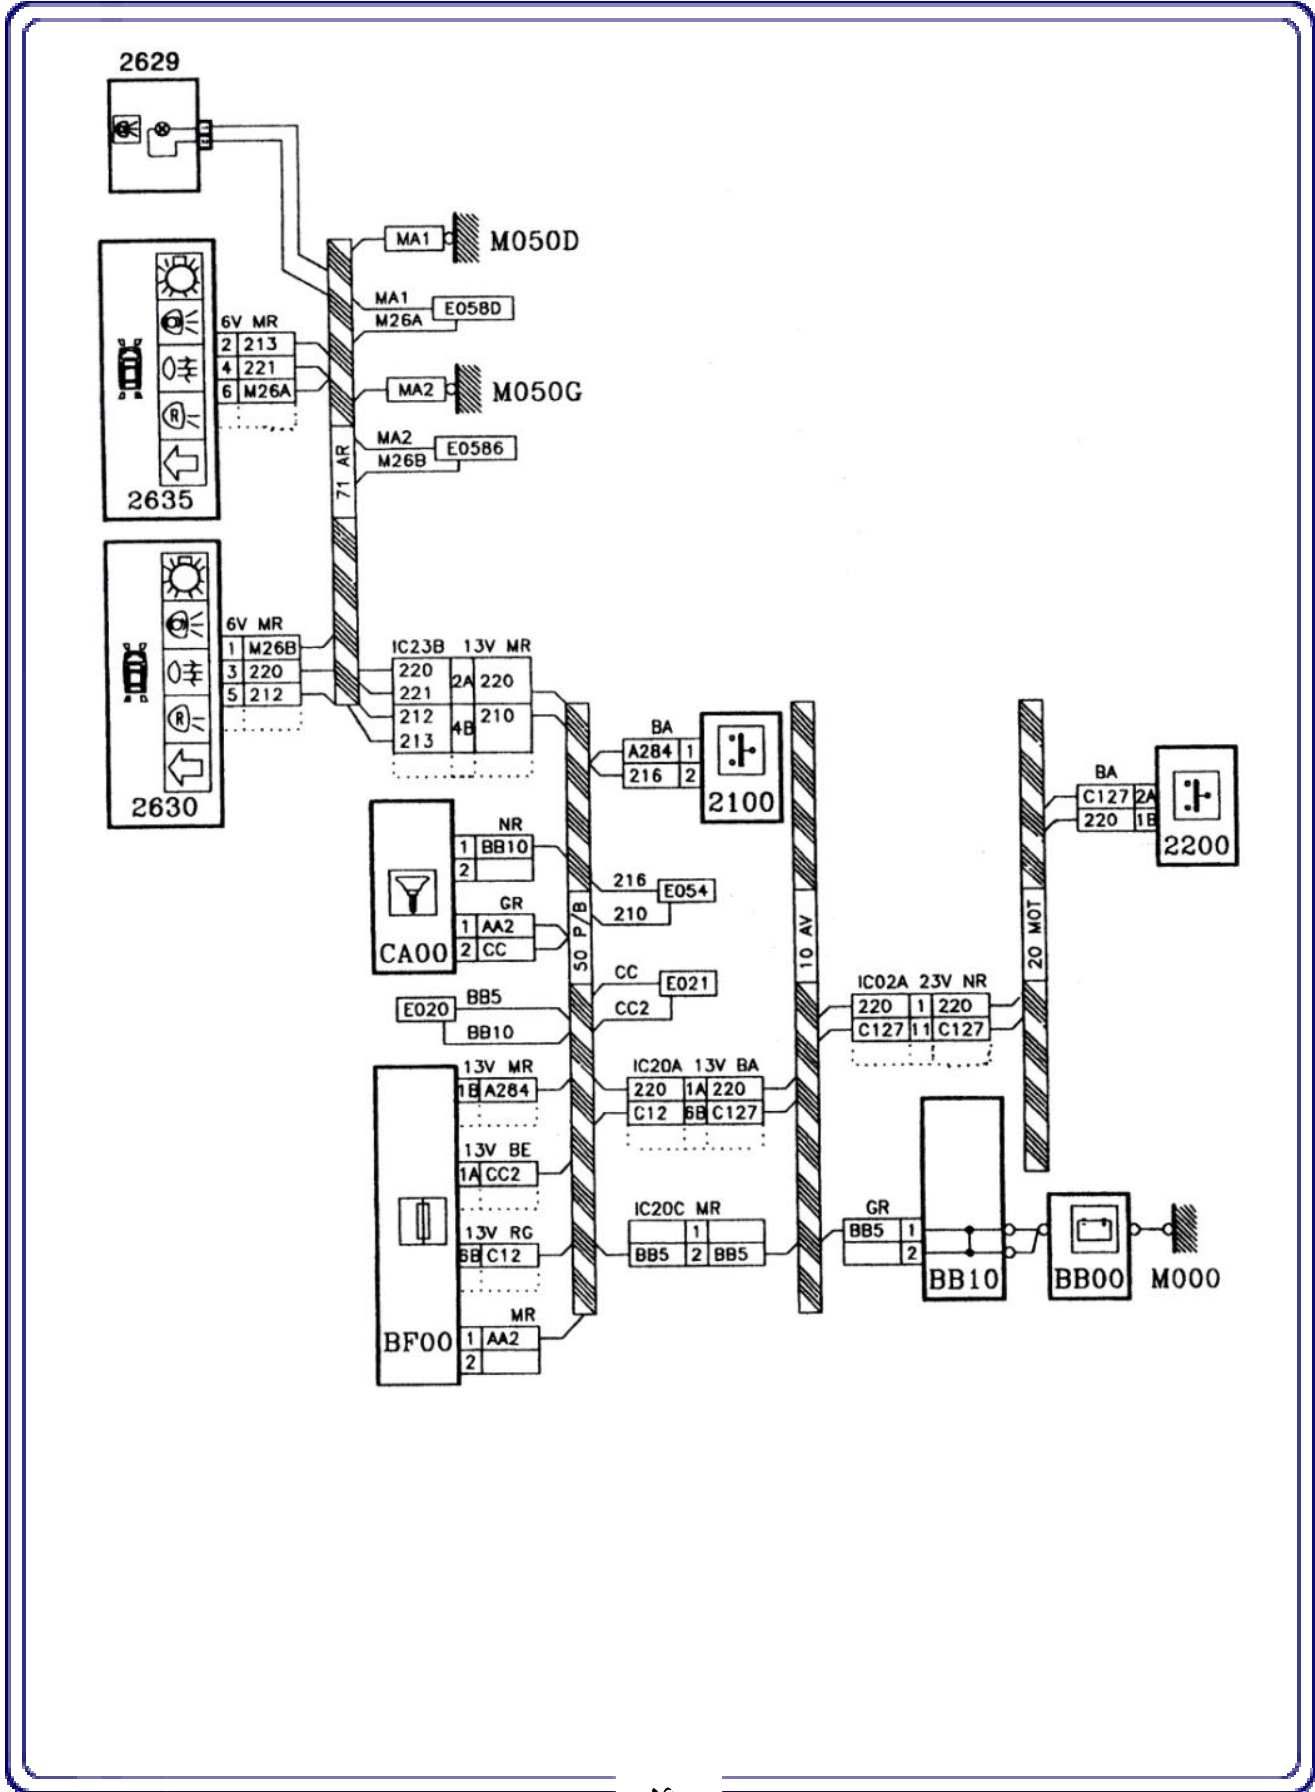 2629
MA1 M050D
MA1 E058D
M26A
6V MR
2 213
4 221
6 M26A
MA2 M050G
MA2 E0586
M26B
2635
71 AR
6V MR
1 M26B
3 220
5 212
2630
IC23B 13V MR
220 2A 220
221
212 4B 210
213
BA
A284 1
216 2
2100
BA
C127 2A
220 1B
2200
NR
1 BB10
2
GR
1 AA2
2 CC
CA00
216 E054
210
50 P/B
10 AV
20 MOT
CC E021
CC2
E020 BB5
BB10
IC02A 23V NR
220 1 220
C127 11 C127
13V MR
1B A284
IC20A 13V BA
220 1A 220
C12 6B C127
13V BE
1A CC2
13V RG
6B C12
IC20C MR
1
BB5 2 BB5
GR
BB5 1
2
BB10
BB00
M000
BF00
MR
1 AA2
2